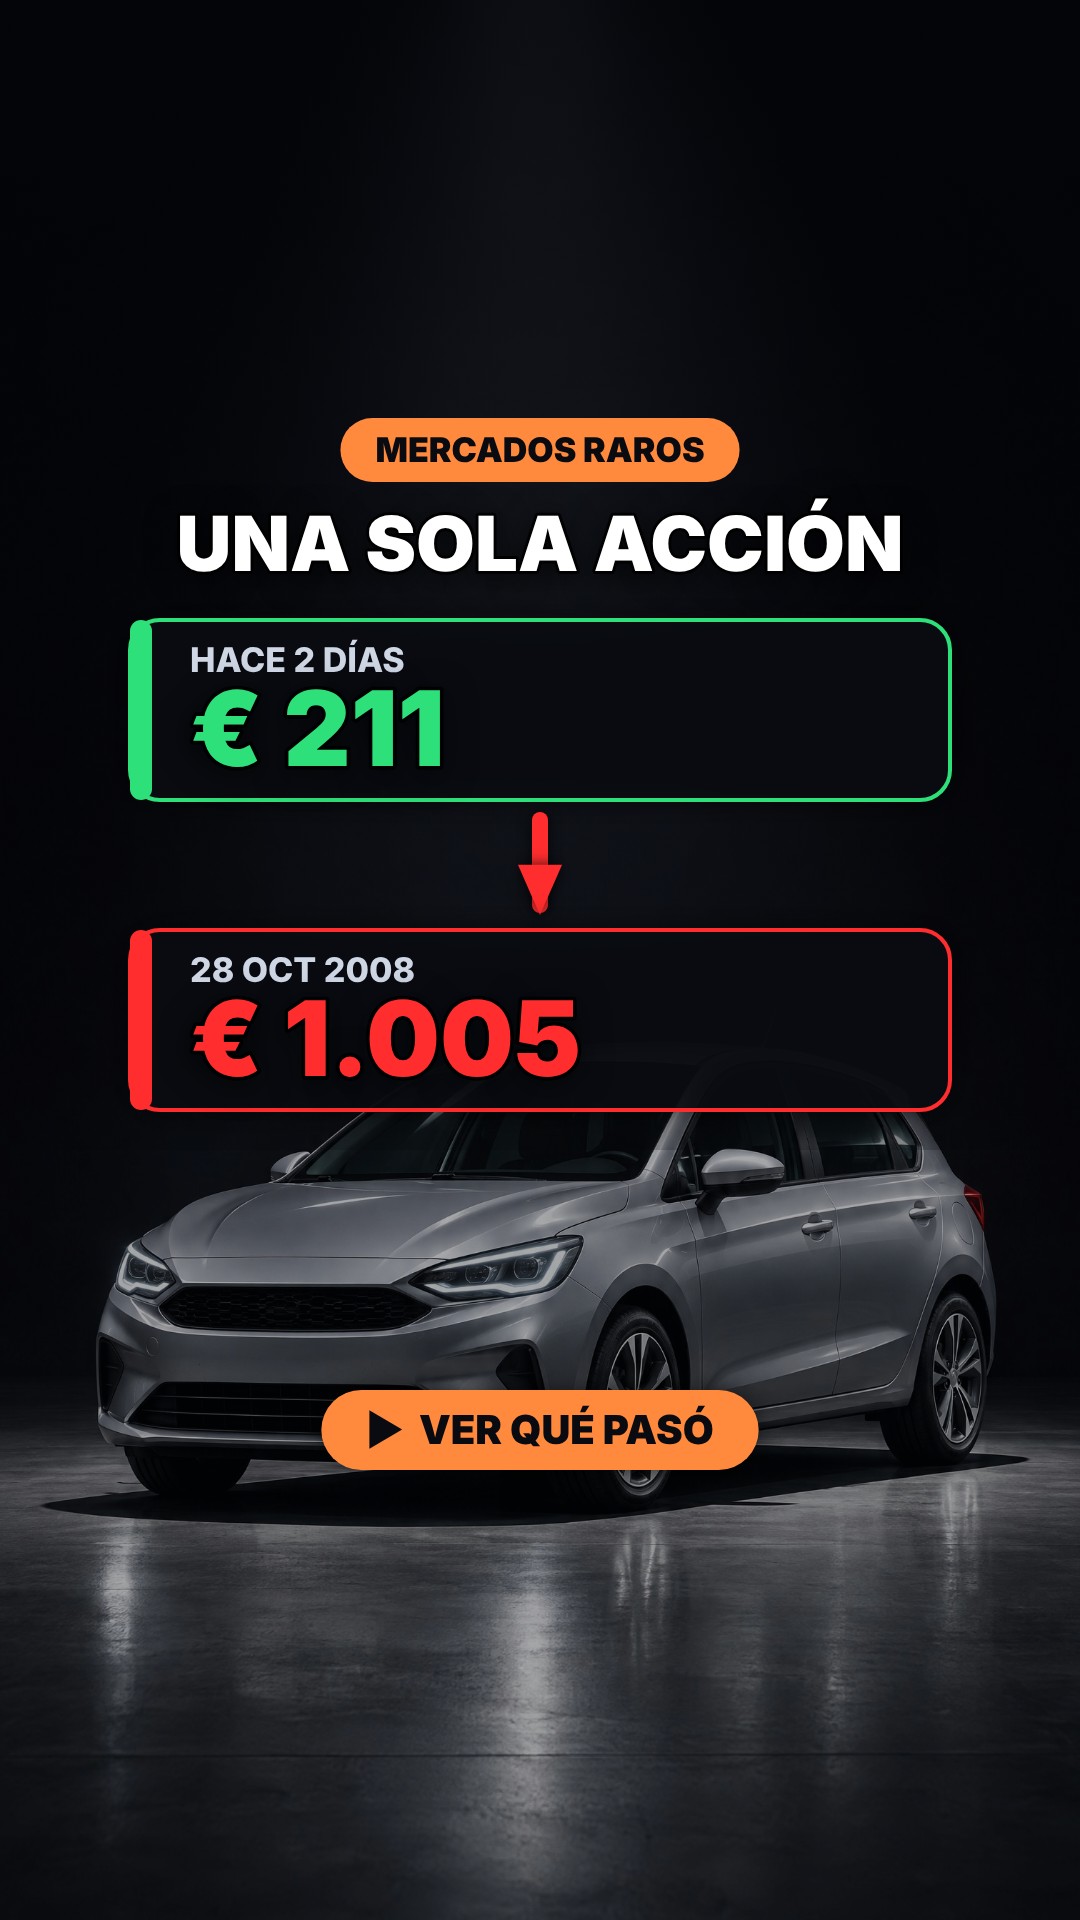 MERCADOS RAROS
UNA SOLA ACCIÓN
HACE 2 DÍAS
€ 211
28 OCT 2008
€ 1.005
▶ VER QUÉ PASÓ